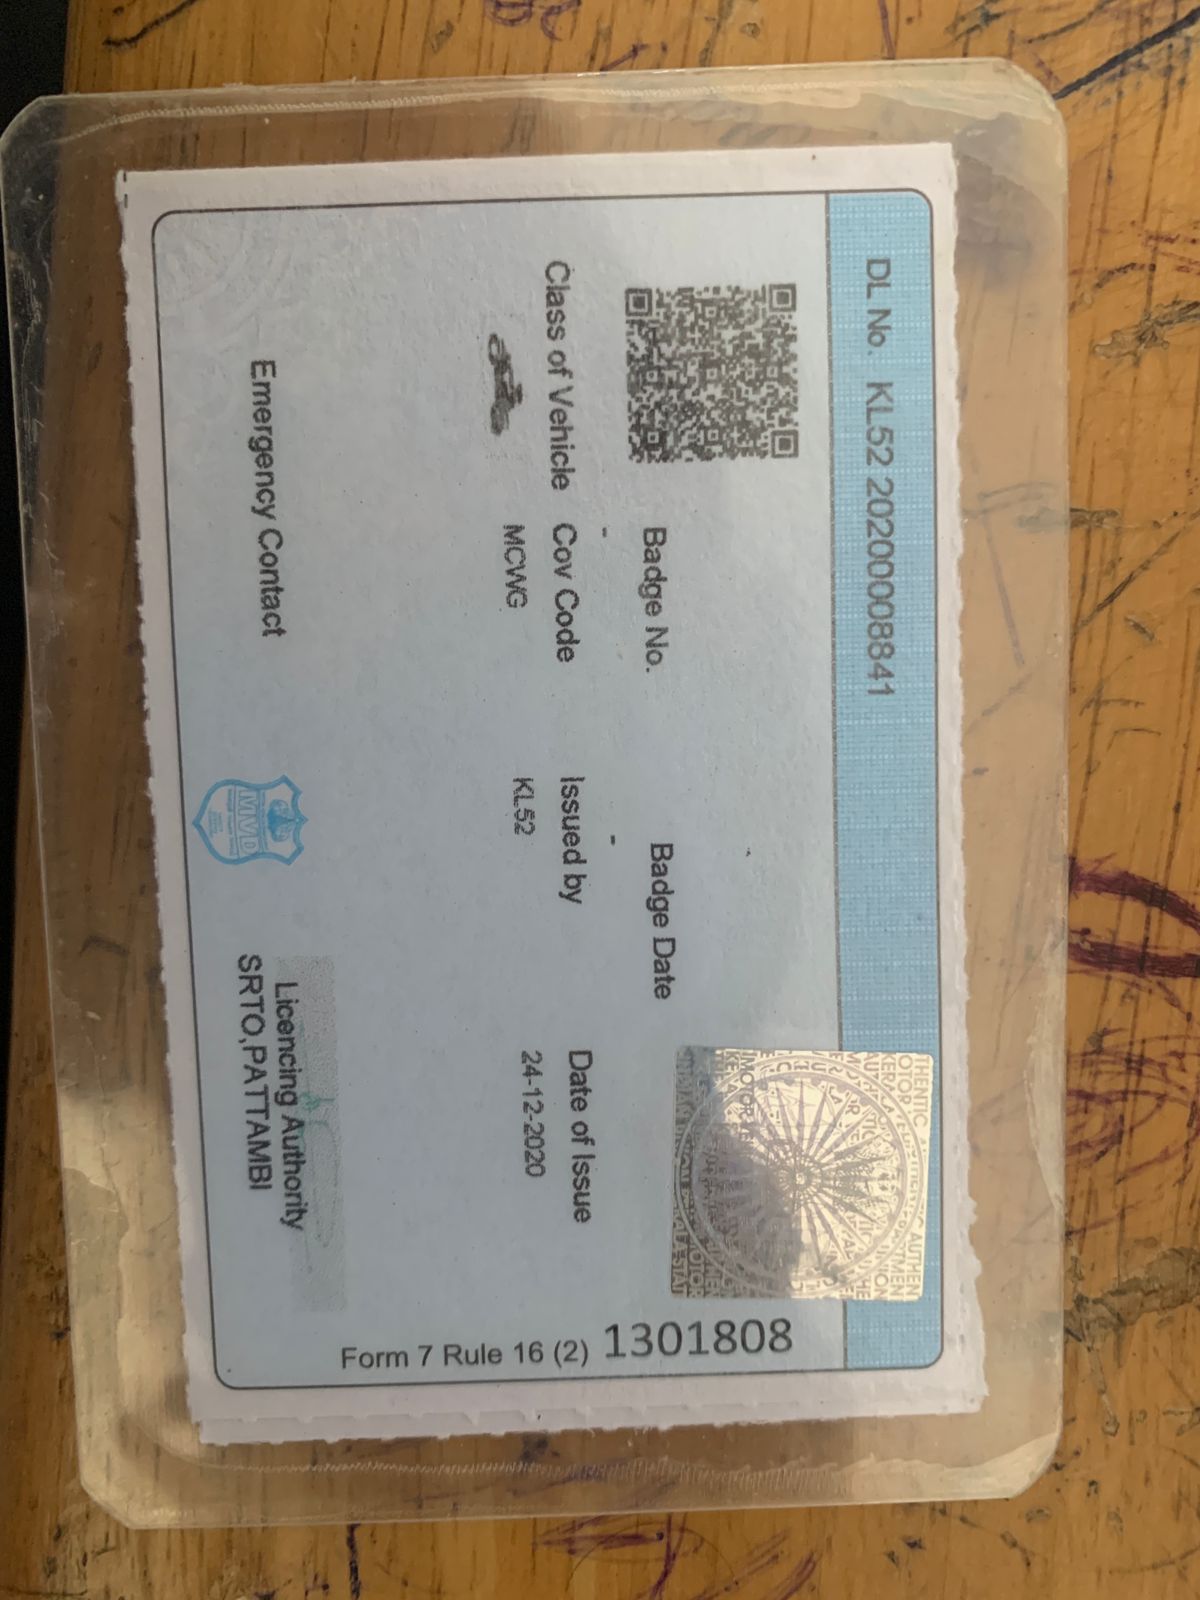 DL No. KL52 20200008841
Badge No. Badge Date
- -
Class of Vehicle Cov Code Issued by Date of Issue
MCWG KL52 24-12-2020
Emergency Contact
MVD
Licencing Authority
SRTO,PATTAMBI
Form 7 Rule 16 (2) 1301808